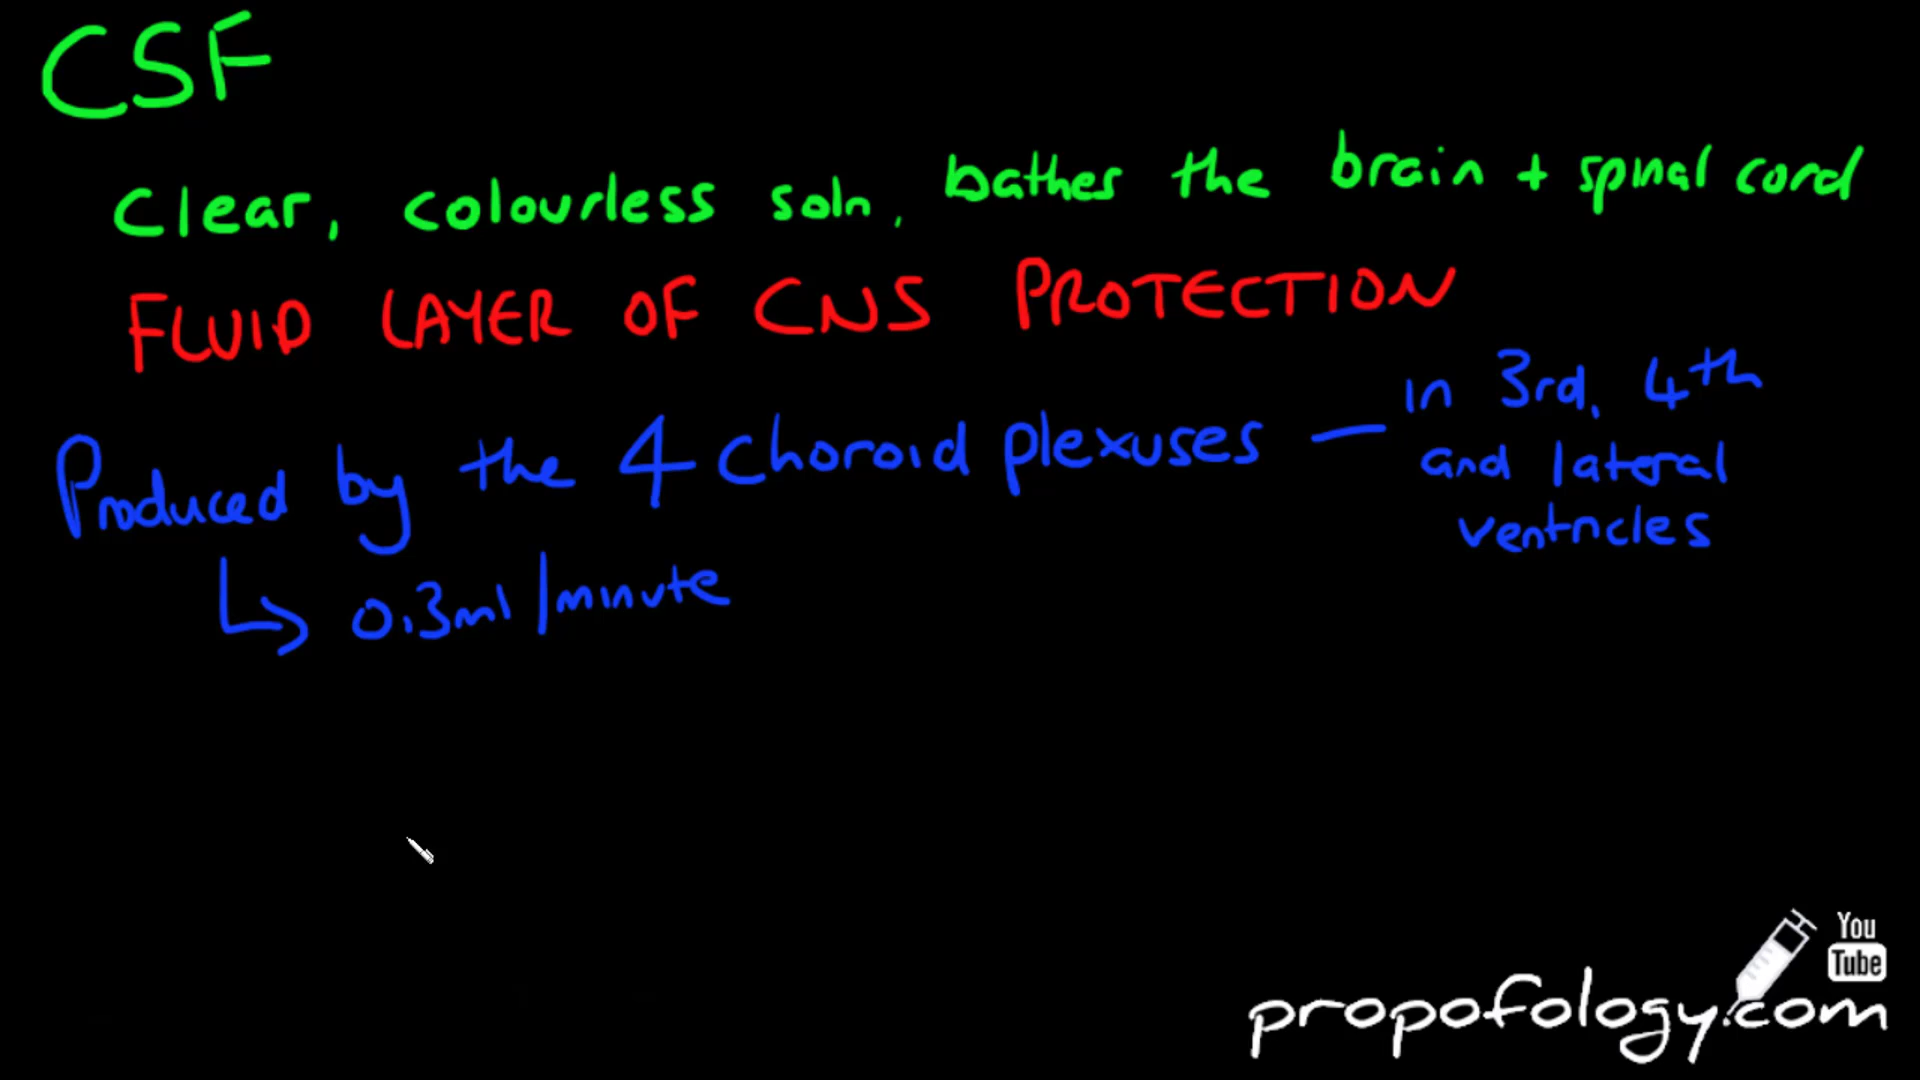 CSF
Clear, colourless soln, bathes the brain + spinal cord
FLUID LAYER OF CNS PROTECTION
Produced by the 4 choroid plexuses — in 3rd, 4th
and lateral
ventricles
↳ 0.3ml/minute
You
Tube
propofology.com